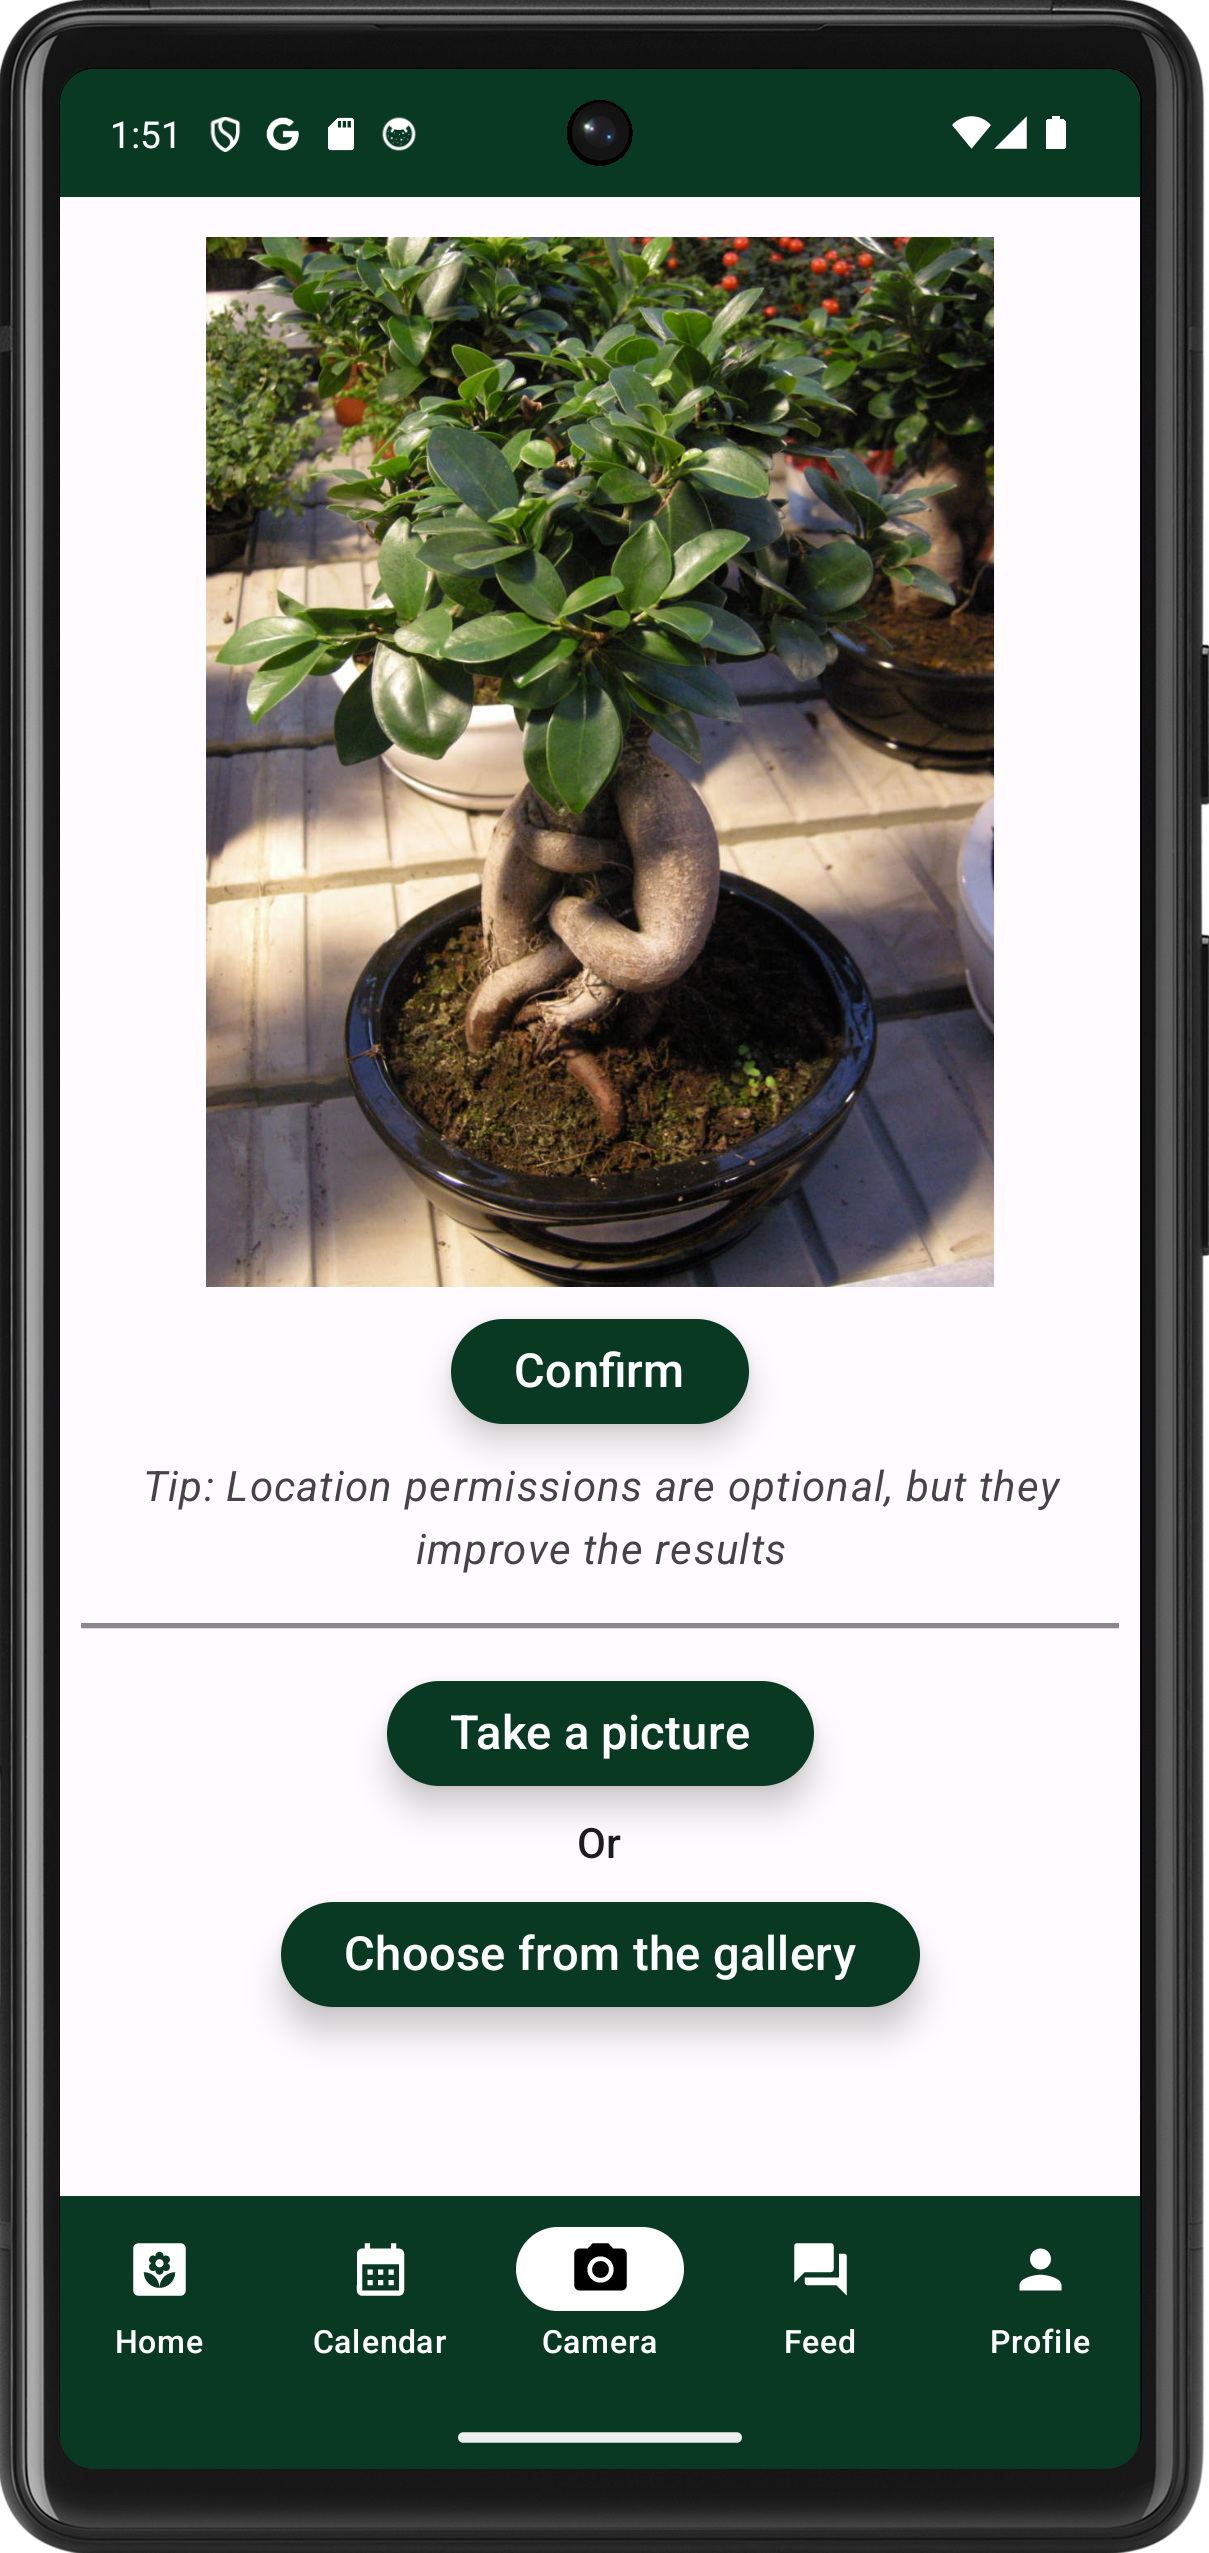 1:51
Confirm
Tip: Location permissions are optional, but they
improve the results
Take a picture
Or
Choose from the gallery
Home
Calendar
Camera
Feed
Profile